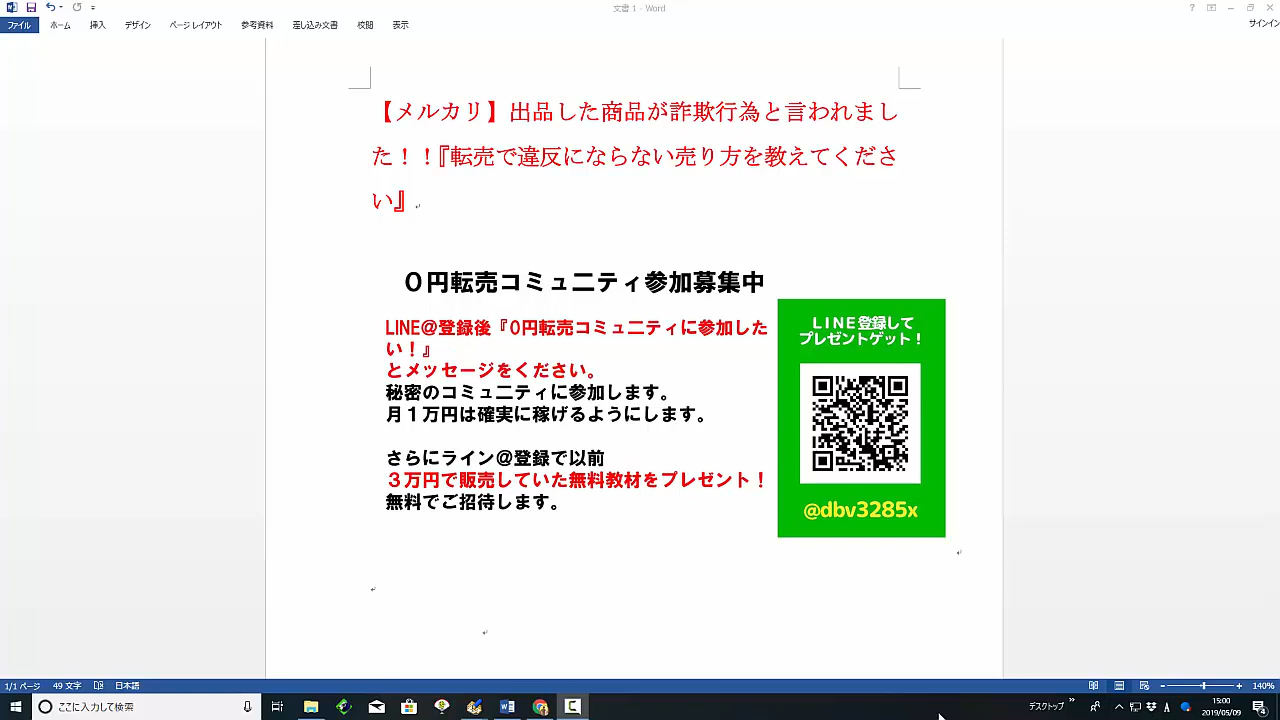 文書 1 - Word
サインイン
ファイル ホーム 挿入 デザイン ページ レイアウト 参考資料 差し込み文書 校閲 表示
【メルカリ】出品した商品が詐欺行為と言われまし
た！！『転売で違反にならない売り方を教えてくださ
い』
０円転売コミュニティ参加募集中
LINE@登録後『0円転売コミュニティに参加した
い！』
とメッセージをください。
秘密のコミュニティに参加します。
月１万円は確実に稼げるようにします。
さらにライン@登録で以前
３万円で販売していた無料教材をプレゼント！
無料でご招待します。
ＬＩＮＥ登録して
プレゼントゲット！
@dbv3285x
1/1 ページ 49 文字 日本語
140%
ここに入力して検索
デスクトップ
15:00
2019/05/09